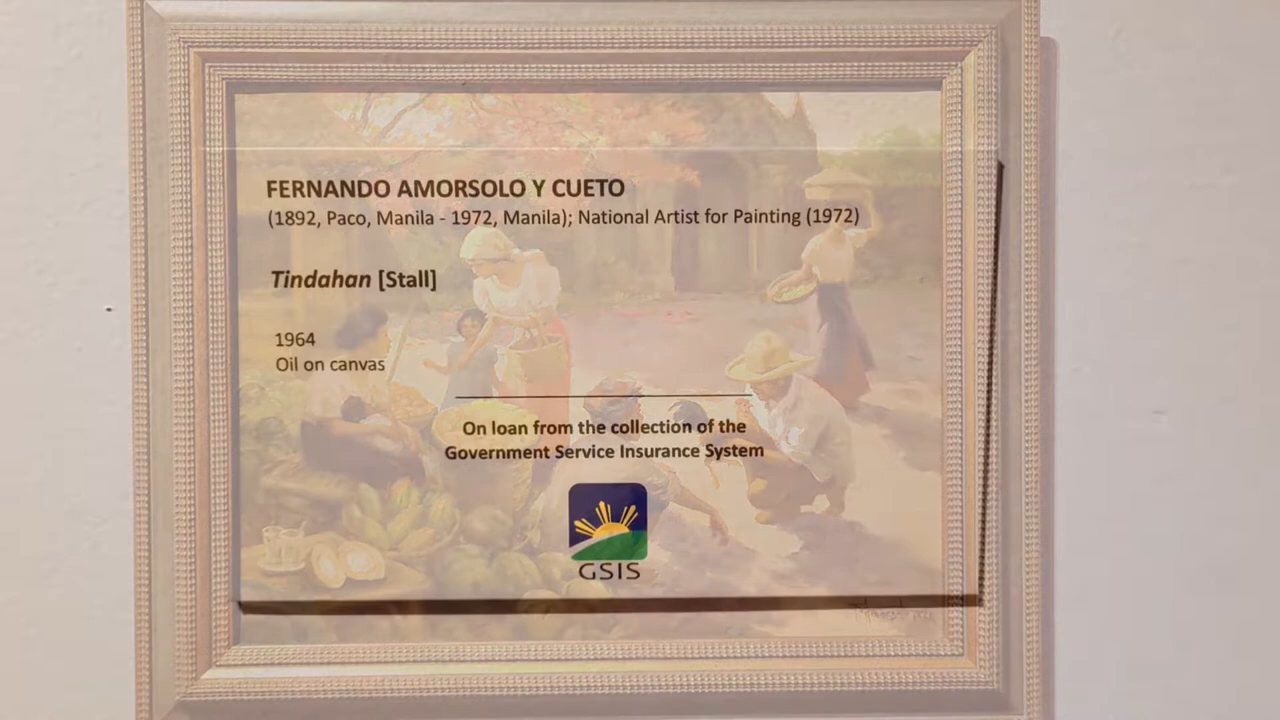 FERNANDO AMORSOLO Y CUETO
(1892, Paco, Manila - 1972, Manila); National Artist for Painting (1972)
Tindahan [Stall]
1964
Oil on canvas
On loan from the collection of the
Government Service Insurance System
GSIS